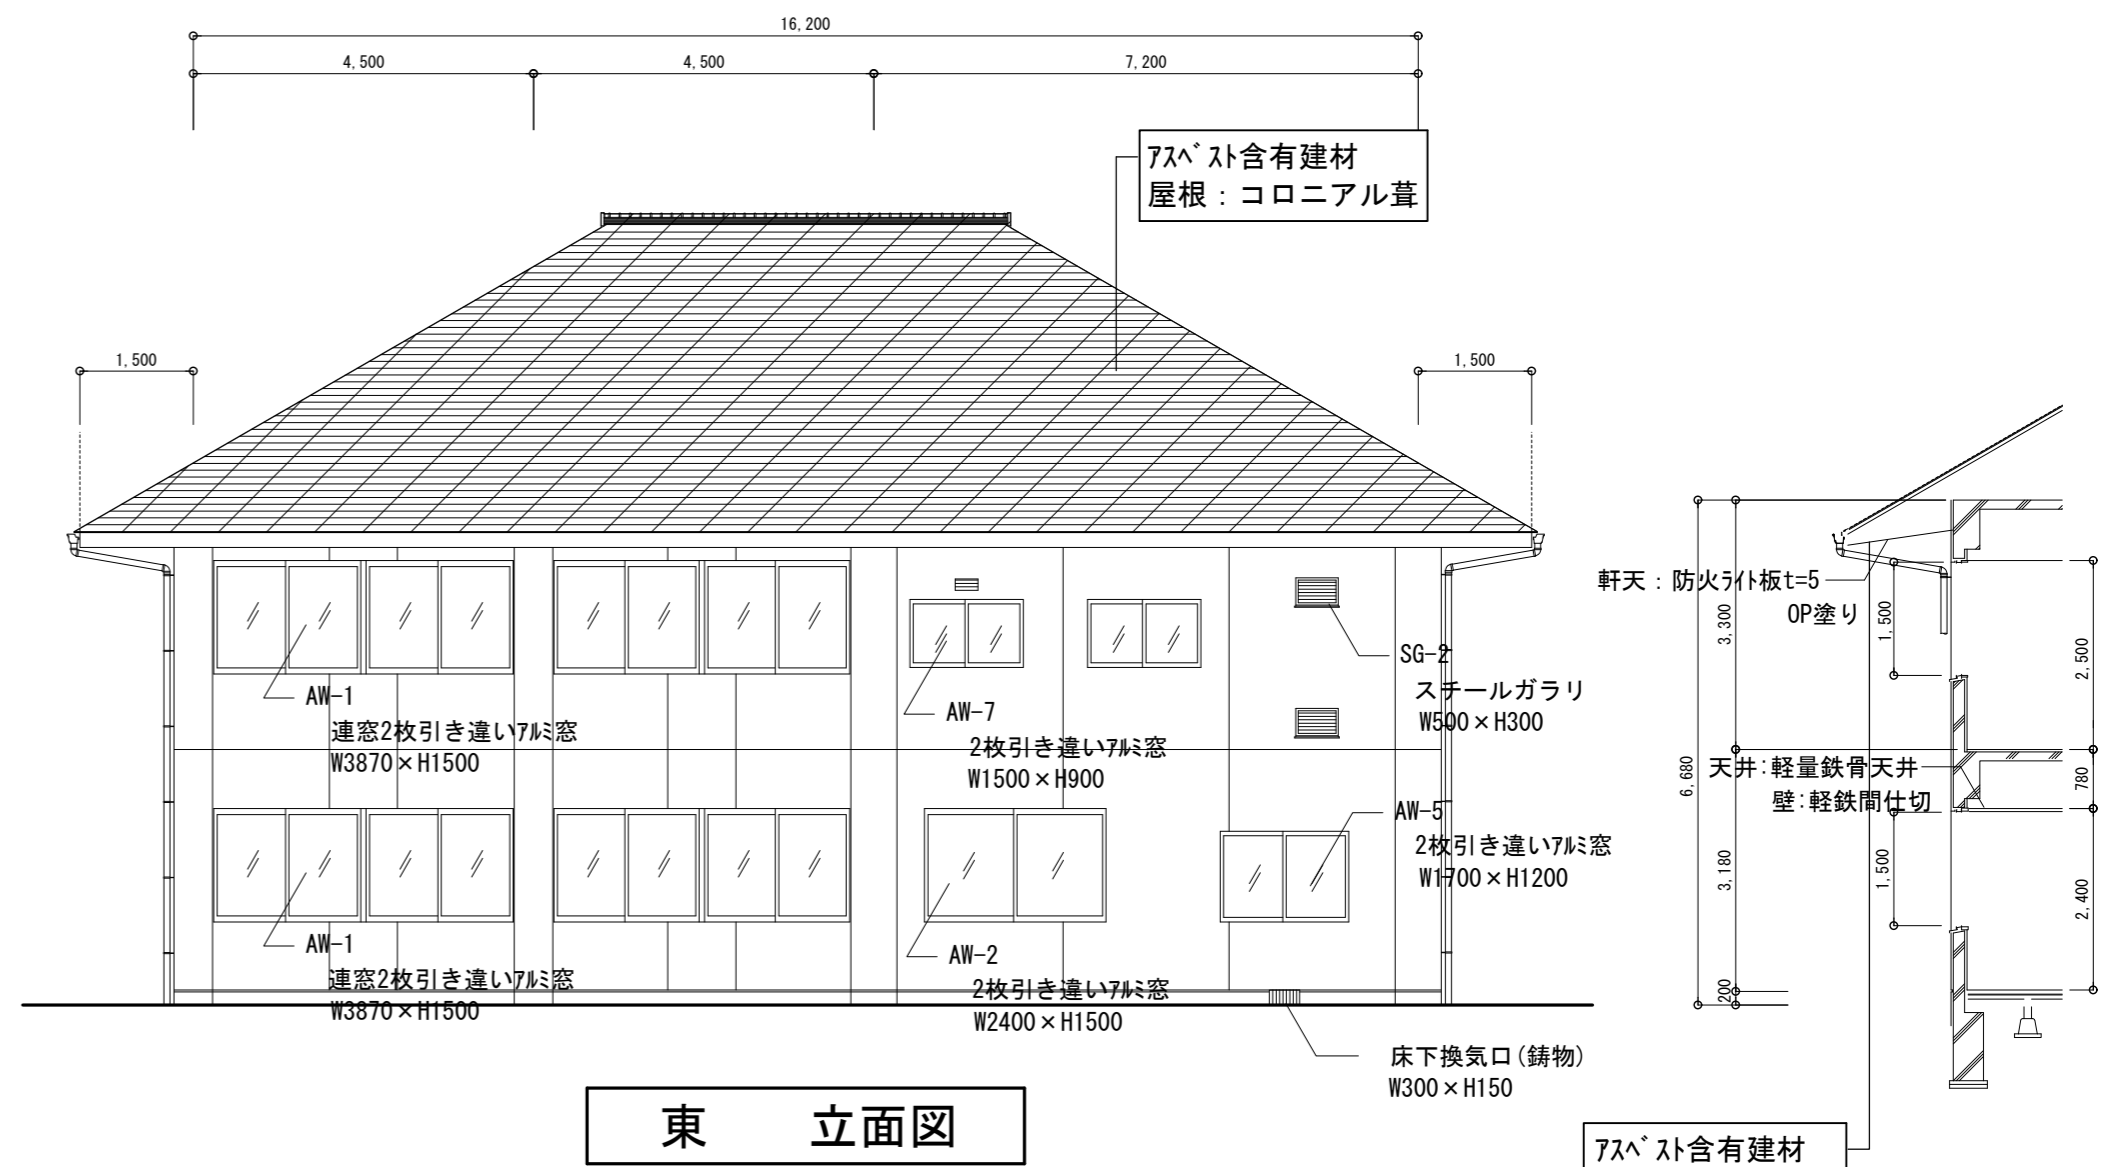 16,200
4,500
4,500
7,200
アスベスト含有建材
屋根：コロニアル葺
1,500
1,500
軒天：防火ライト板t=5
OP塗り
AW-1
連窓2枚引き違いアルミ窓
W3870×H1500
AW-7
2枚引き違いアルミ窓
W1500×H900
SG-2
スチールガラリ
W500×H300
天井:軽量鉄骨天井
壁:軽鉄間仕切
AW-1
連窓2枚引き違いアルミ窓
W3870×H1500
AW-2
2枚引き違いアルミ窓
W2400×H1500
AW-5
2枚引き違いアルミ窓
W1700×H1200
床下換気口(鋳物)
W300×H150
6,680
3,300
3,180
200
1,500
1,500
2,500
780
2,400
東　立面図
アスベスト含有建材